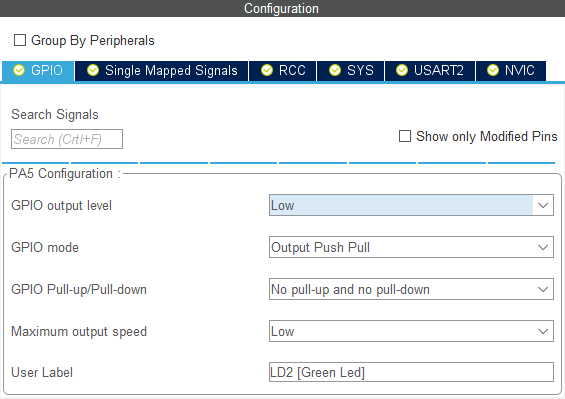 Configuration
Group By Peripherals
GPIO Single Mapped Signals RCC SYS USART2 NVIC
Search Signals
Search (Crtl+F)
Show only Modified Pins
PA5 Configuration :
GPIO output level Low
GPIO mode Output Push Pull
GPIO Pull-up/Pull-down No pull-up and no pull-down
Maximum output speed Low
User Label LD2 [Green Led]